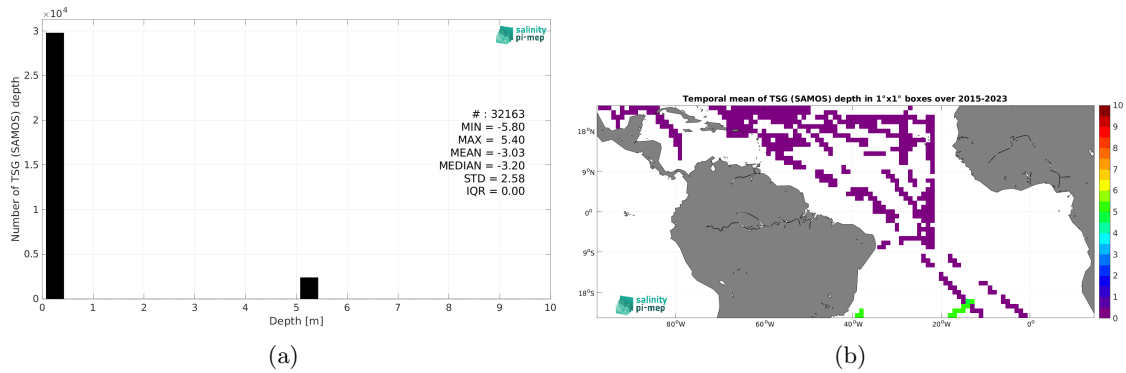 ×10⁴
3
2.5
2
1.5
1
0.5
0
0 1 2 3 4 5 6 7 8 9 10
Number of TSG (SAMOS) depth
Depth [m]
salinity
pi-mep
# : 32163
MIN = -5.80
MAX = 5.40
MEAN = -3.03
MEDIAN = -3.20
STD = 2.58
IQR = 0.00
(a)
Temporal mean of TSG (SAMOS) depth in 1°x1° boxes over 2015-2023
18°N
9°N
0°
9°S
18°S
80°W 60°W 40°W 20°W 0°
salinity
pi-mep
10
9
8
7
6
5
4
3
2
1
0
(b)